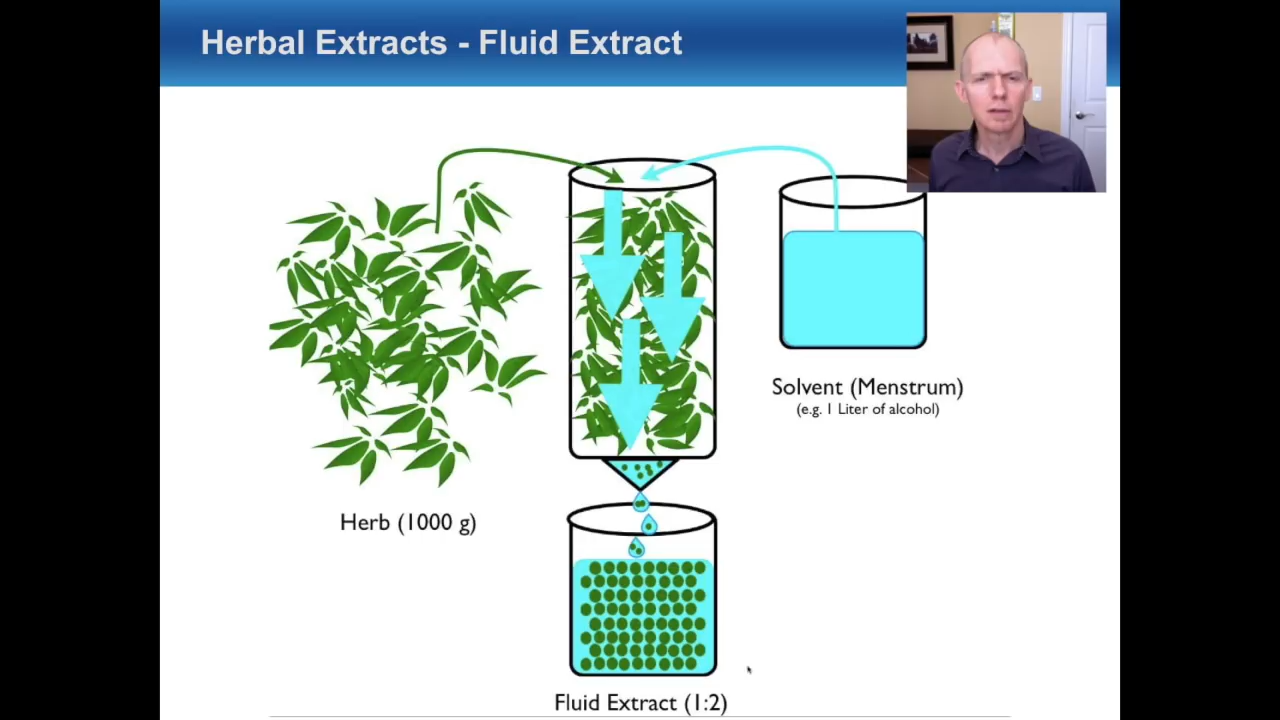 Herbal Extracts - Fluid Extract
Solvent (Menstrum)
(e.g. 1 Liter of alcohol)
Herb (1000 g)
Fluid Extract (1:2)